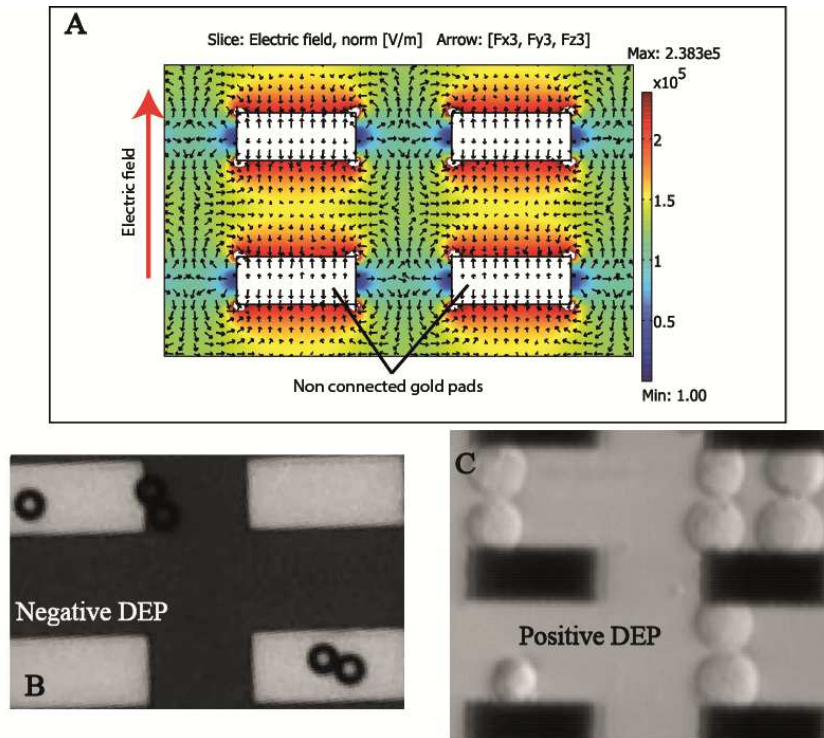 A
Slice: Electric field, norm [V/m] Arrow: [Fx3, Fy3, Fz3]
Max: 2.383e5
x10^5
2
1.5
1
0.5
Min: 1.00
Electric field
Non connected gold pads
Negative DEP
B
C
Positive DEP